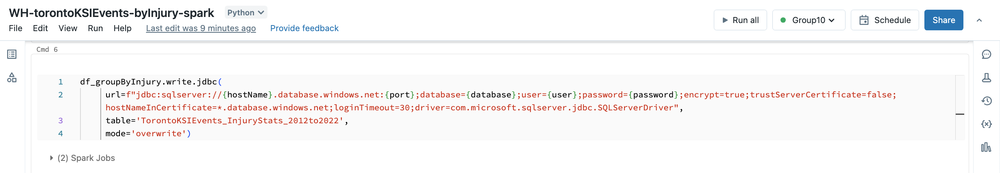 WH-torontoKSIEvents-byInjury-spark Python
File Edit View Run Help Last edit was 9 minutes ago Provide feedback
Run all Group10 Schedule Share
Cmd 6
1 df_groupByInjury.write.jdbc(
2 url=f"jdbc:sqlserver://{hostName}.database.windows.net:{port};database={database};user={user};password={password};encrypt=true;trustServerCertificate=false;
hostNameInCertificate=*.database.windows.net;loginTimeout=30;driver=com.microsoft.sqlserver.jdbc.SQLServerDriver",
3 table='TorontoKSIEvents_InjuryStats_2012to2022',
4 mode='overwrite')
(2) Spark Jobs